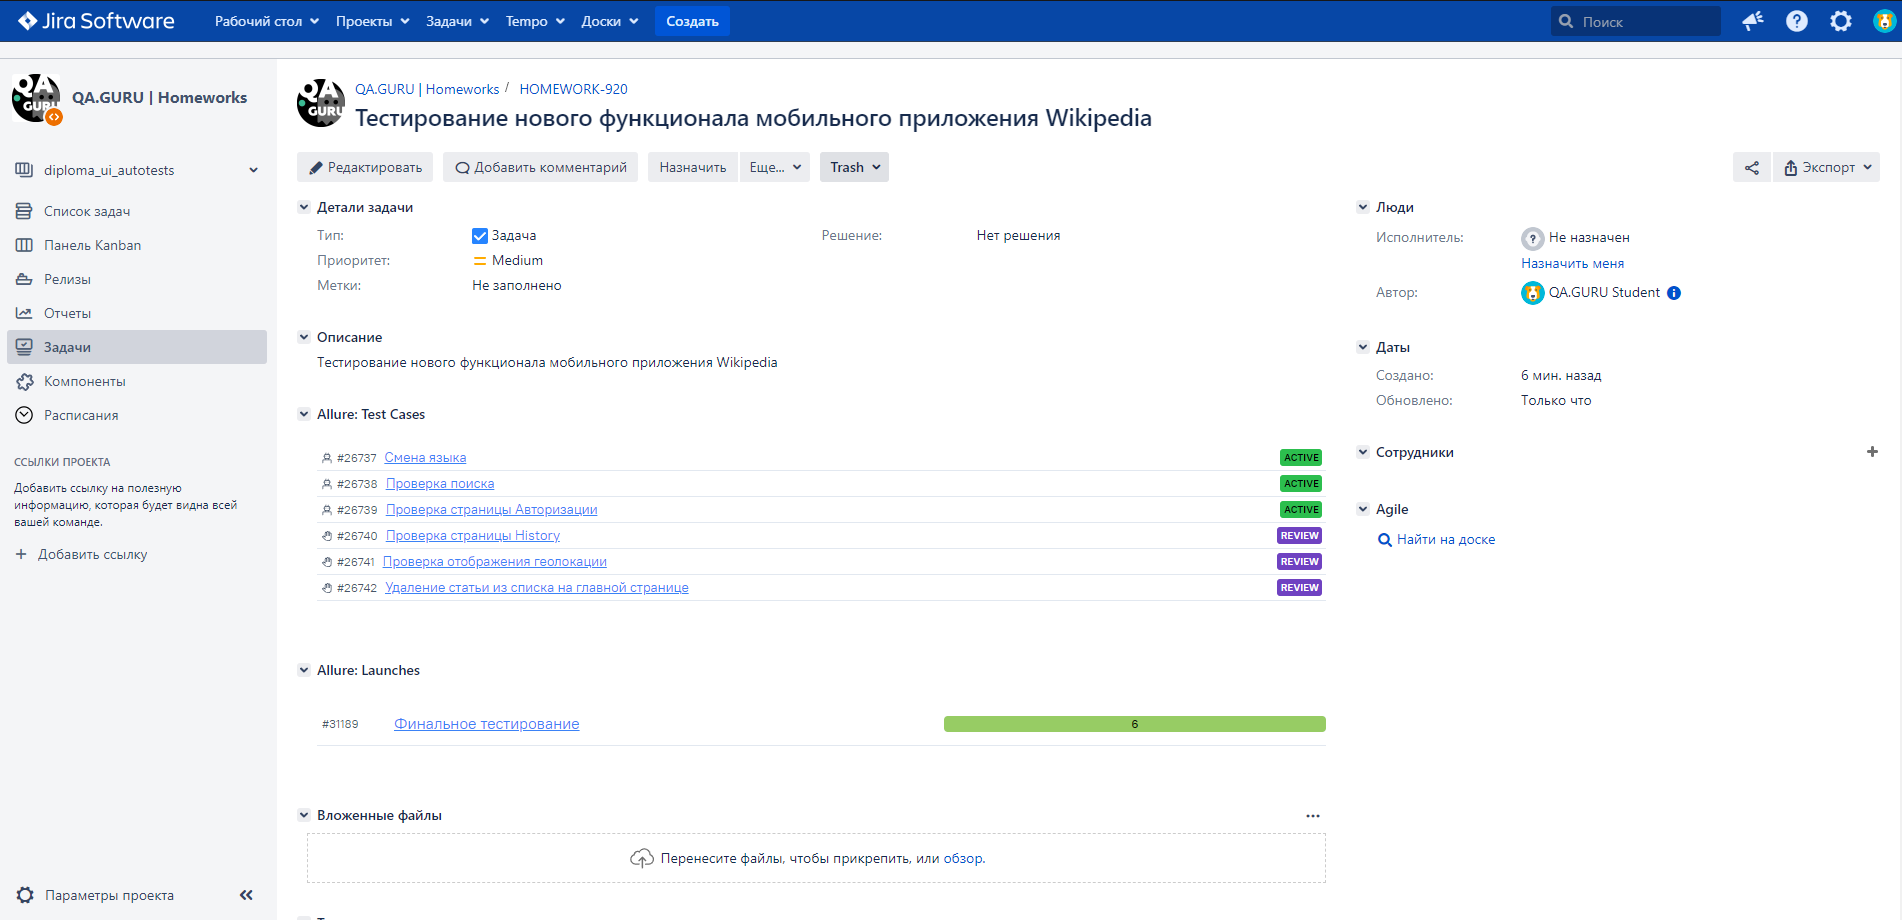 Jira Software
Рабочий стол
Проекты
Задачи
Tempo
Доски
Создать
Поиск
QA.GURU | Homeworks
diploma_ui_autotests
Список задач
Панель Kanban
Релизы
Отчеты
Задачи
Компоненты
Расписания
ССЫЛКИ ПРОЕКТА
Добавить ссылку на полезную
информацию, которая будет видна всей
вашей команде.
+ Добавить ссылку
Параметры проекта
QA
GURU
QA
GURU
QA.GURU | Homeworks / HOMEWORK-920
Тестирование нового функционала мобильного приложения Wikipedia
Редактировать
Добавить комментарий
Назначить
Еще...
Trash
Экспорт
Детали задачи
Тип: Задача
Решение: Нет решения
Приоритет: Medium
Метки: Не заполнено
Описание
Тестирование нового функционала мобильного приложения Wikipedia
Allure: Test Cases
#26737 Смена языка ACTIVE
#26738 Проверка поиска ACTIVE
#26739 Проверка страницы Авторизации ACTIVE
#26740 Проверка страницы History REVIEW
#26741 Проверка отображения геолокации REVIEW
#26742 Удаление статьи из списка на главной странице REVIEW
Allure: Launches
#31189 Финальное тестирование 6
Вложенные файлы
Перенесите файлы, чтобы прикрепить, или обзор.
Люди
Исполнитель: Не назначен
Назначить меня
Автор: QA.GURU Student
Даты
Создано: 6 мин. назад
Обновлено: Только что
Сотрудники
Agile
Найти на доске